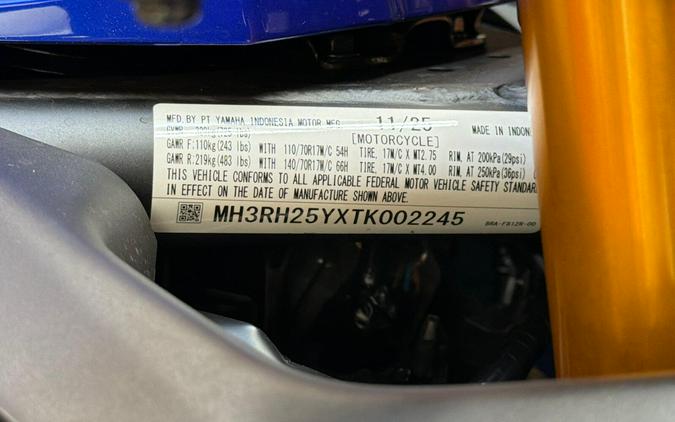 MFD. BY PT YAMAHA INDONESIA MOTOR MFG. 11/25 MADE IN INDON
GVWR [MOTORCYCLE]
GAWR F:110kg(243 lbs) WITH 110/70R17M/C 54H TIRE, 17M/C X MT2.75 RIM, AT 200kPa(29psi)
GAWR R:219kg(483 lbs) WITH 140/70R17M/C 66H TIRE, 17M/C X MT4.00 RIM, AT 250kPa(36psi)
THIS VEHICLE CONFORMS TO ALL APPLICABLE FEDERAL MOTOR VEHICLE SAFETY STANDAR
IN EFFECT ON THE DATE OF MANUFACTURE SHOWN ABOVE.
MH3RH25YXTK002245